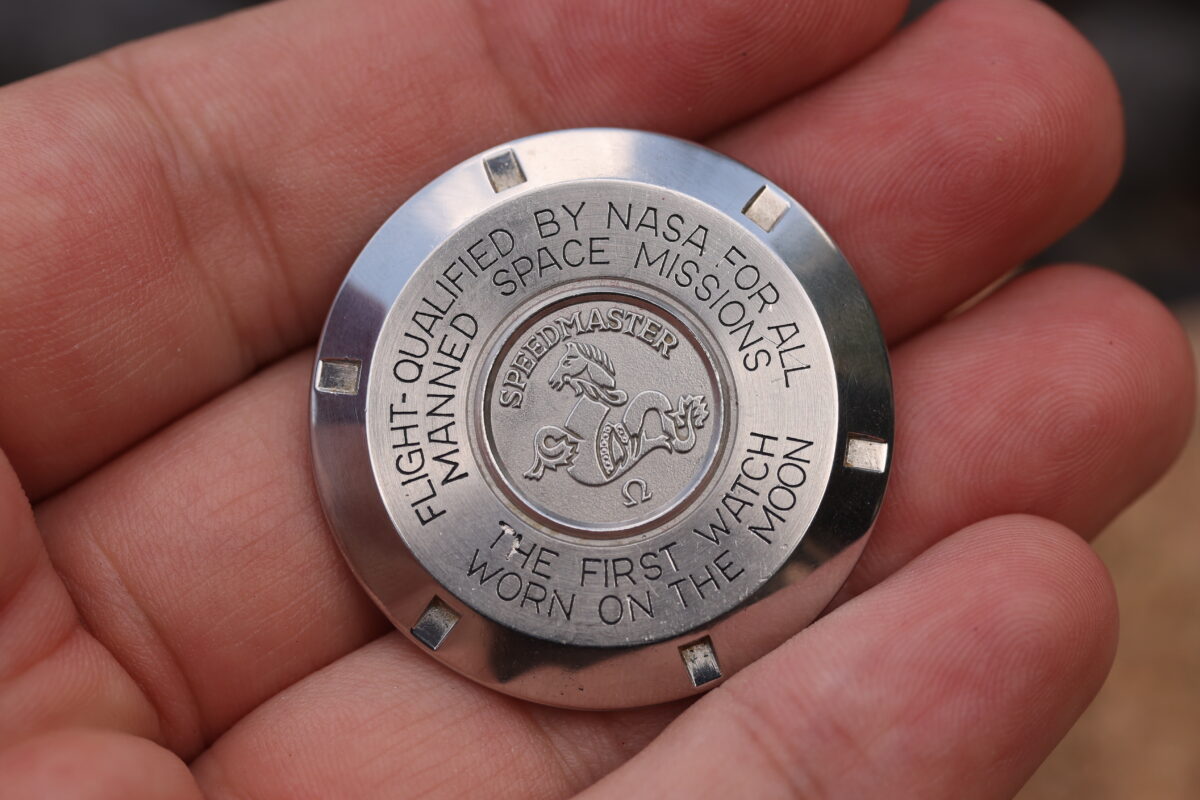 FLIGHT-QUALIFIED BY NASA FOR ALL
MANNED SPACE MISSIONS
SPEEDMASTER
Ω
THE FIRST WATCH
WORN ON THE MOON